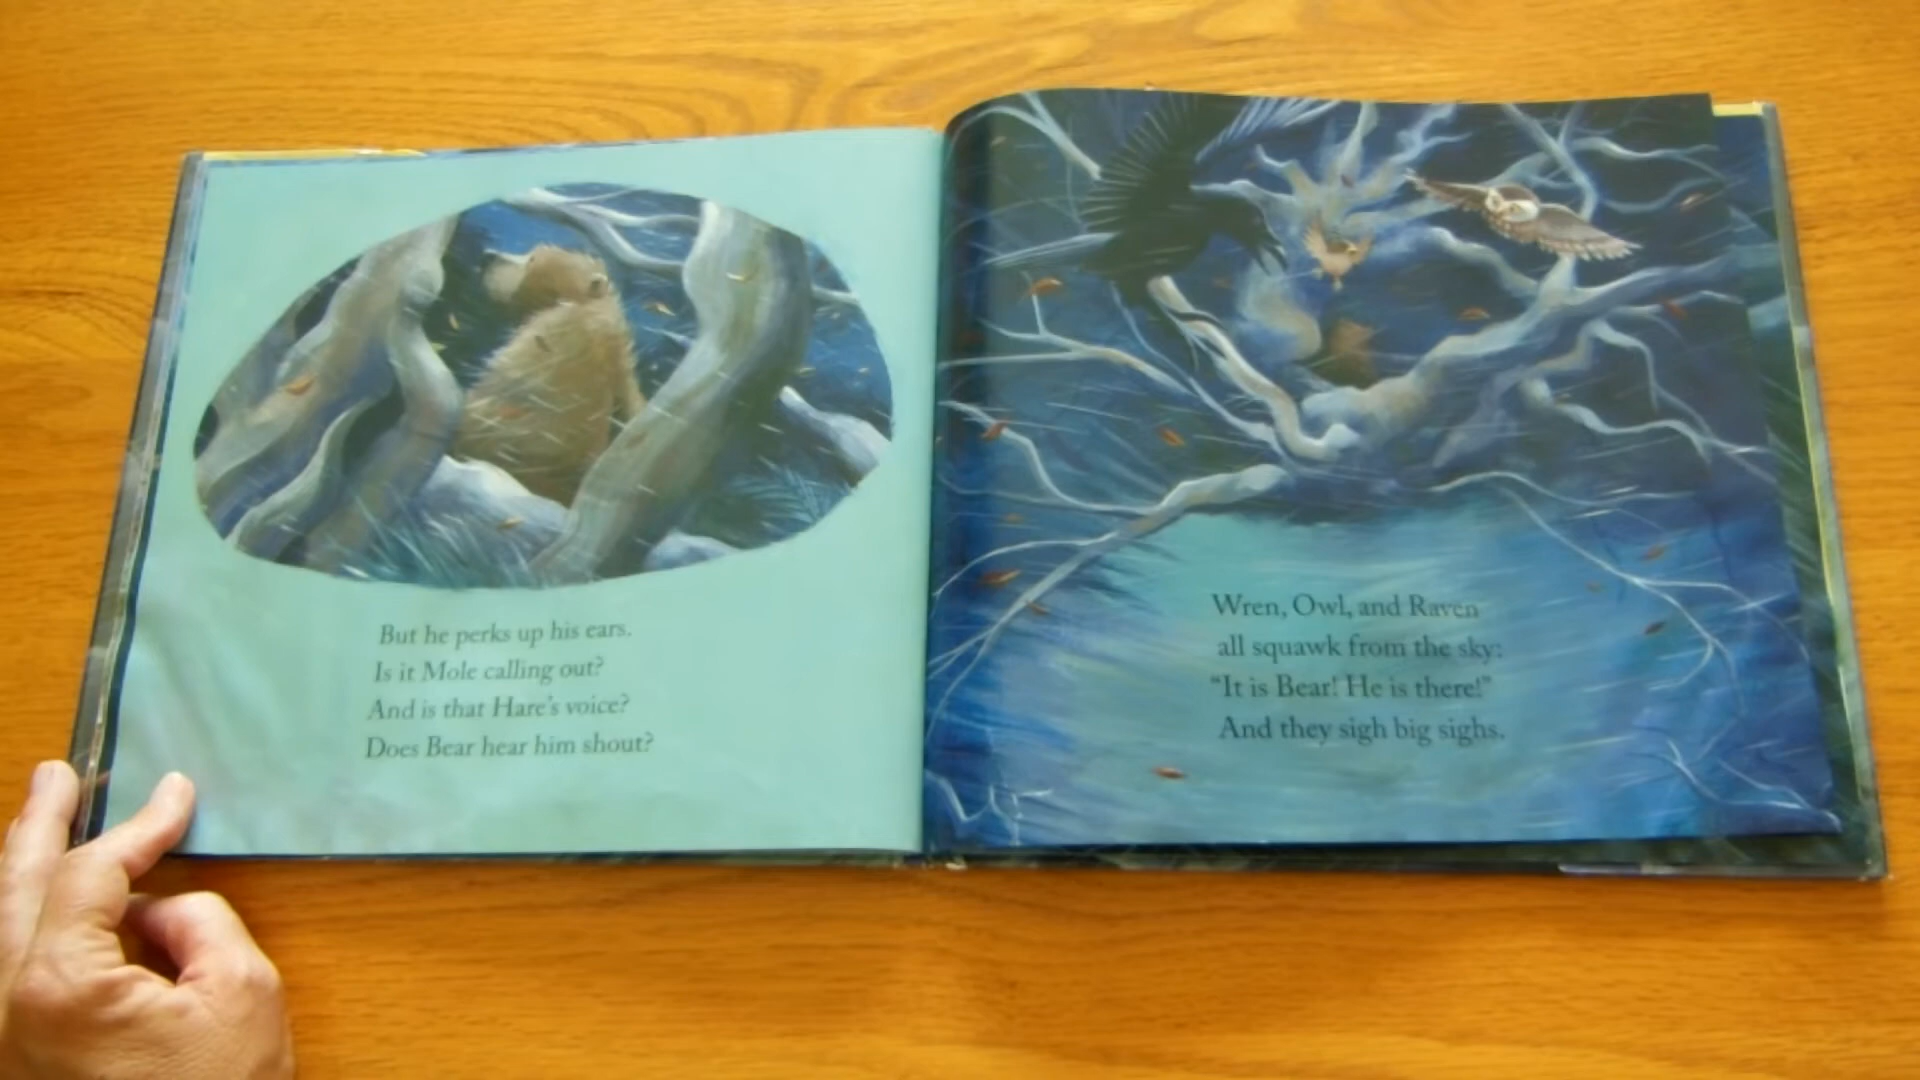 But he perks up his ears.
Is it Mole calling out?
And is that Hare's voice?
Does Bear hear him shout?
Wren, Owl, and Raven
all squawk from the sky:
"It is Bear! He is there!"
And they sigh big sighs.